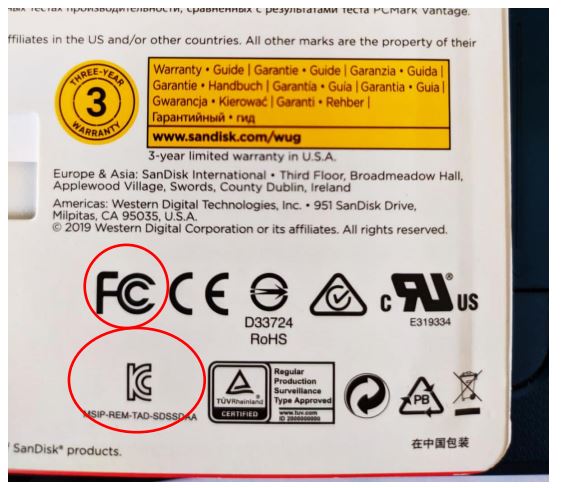 тестах производительности, сравненных с результатами теста PCMark Vantage.
ffiliates in the US and/or other countries. All other marks are the property of their
THREE-YEAR
3
WARRANTY
Warranty • Guide | Garantie • Guide | Garanzia • Guida |
Garantie • Handbuch | Garantía • Guía | Garantia • Guia |
Gwarancja • Kierować | Garanti • Rehber |
Гарантийный • гид
www.sandisk.com/wug
3-year limited warranty in U.S.A.
Europe & Asia: SanDisk International • Third Floor, Broadmeadow Hall,
Applewood Village, Swords, County Dublin, Ireland
Americas: Western Digital Technologies, Inc. • 951 SanDisk Drive,
Milpitas, CA 95035, U.S.A.
© 2019 Western Digital Corporation or its affiliates. All rights reserved.
FC CE
D33724
RoHS
c RU ® US
E319334
KC
MSIP-REM-TAD-SDSSDAA
TÜVRheinland ®
CERTIFIED
Regular
Production
Surveillance
Type Approved
www.tuv.com
ID 2000000000
PB
SanDisk® products.
在中国包装